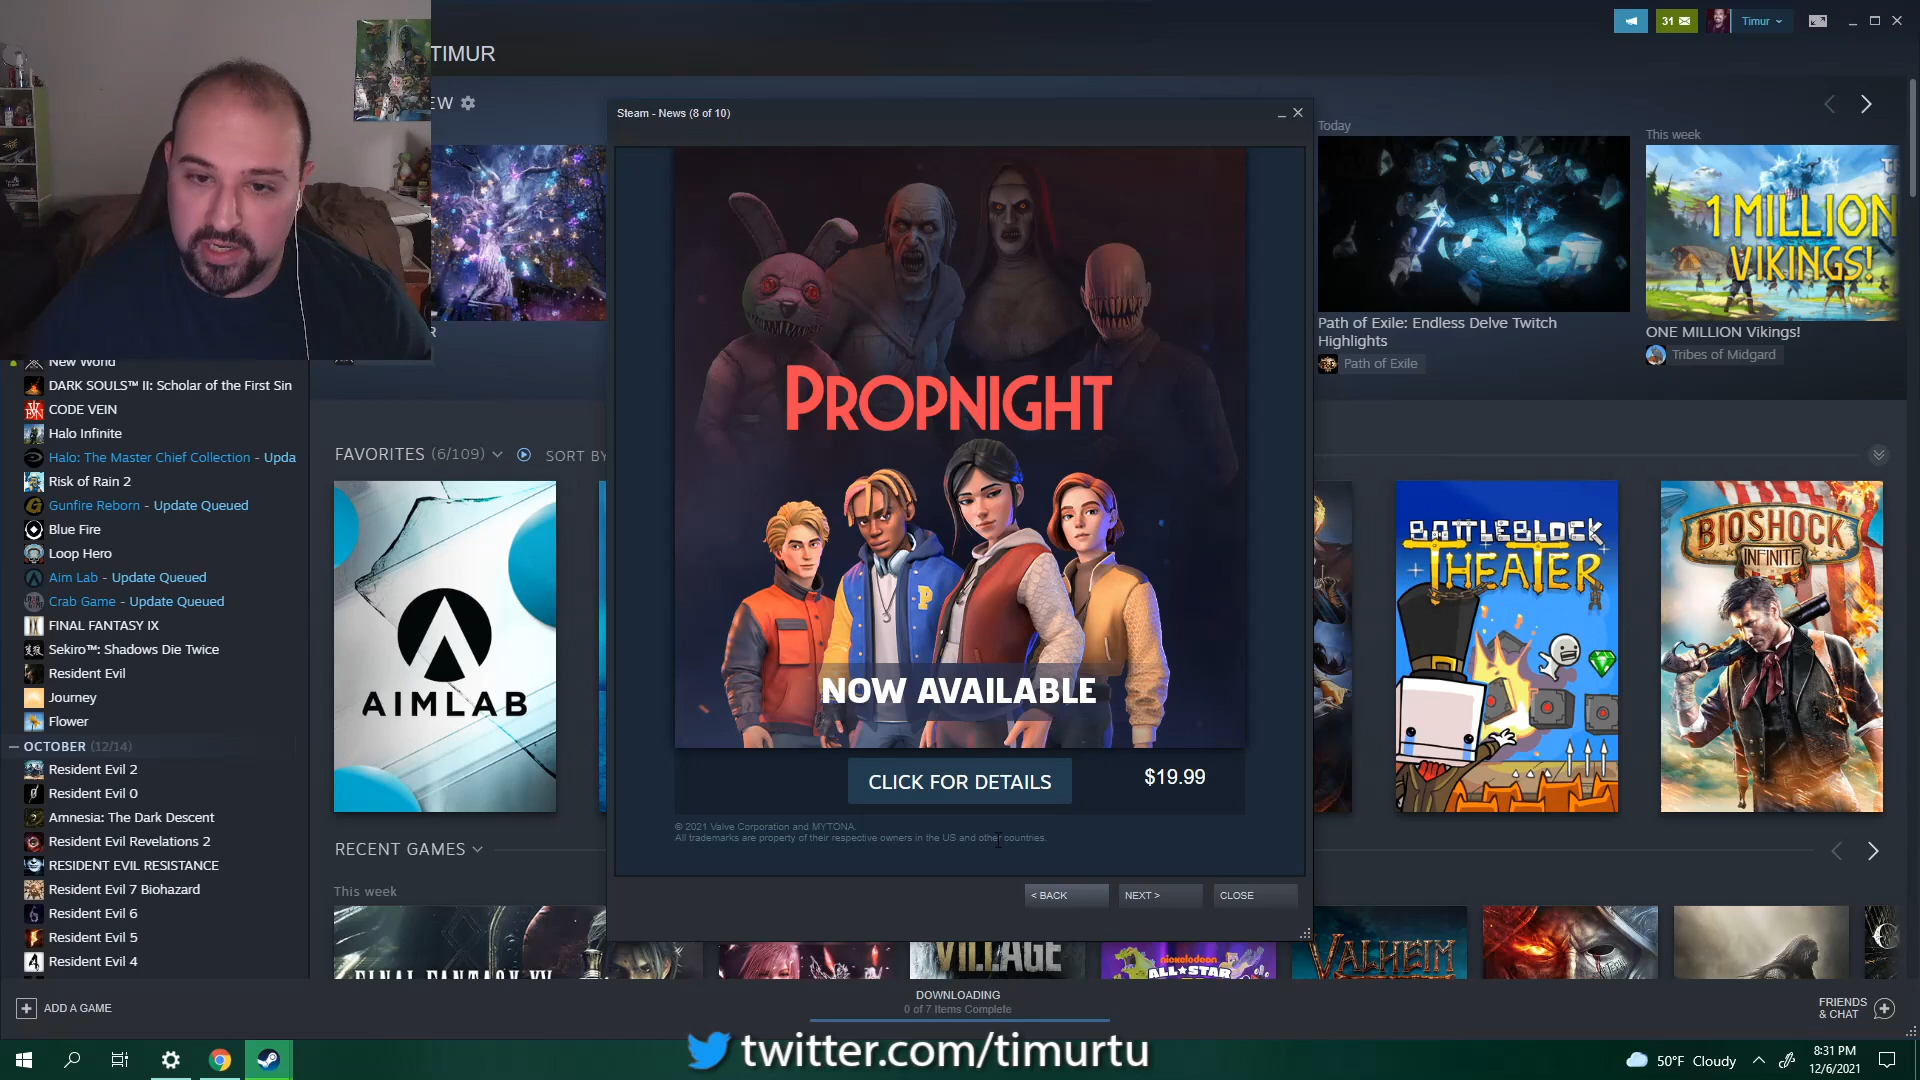 TIMUR
31
Timur
EW
Steam - News (8 of 10)
Today
This week
1 MILLION
VIKINGS!
Path of Exile: Endless Delve Twitch
Highlights
Path of Exile
ONE MILLION Vikings!
Tribes of Midgard
PROPNIGHT
P
NOW AVAILABLE
CLICK FOR DETAILS
$19.99
© 2021 Valve Corporation and MYTONA.
All trademarks are property of their respective owners in the US and other countries.
< BACK
NEXT >
CLOSE
New World
DARK SOULS™ II: Scholar of the First Sin
CODE VEIN
Halo Infinite
Halo: The Master Chief Collection - Upda
Risk of Rain 2
Gunfire Reborn - Update Queued
Blue Fire
Loop Hero
Aim Lab - Update Queued
Crab Game - Update Queued
FINAL FANTASY IX
Sekiro™: Shadows Die Twice
Resident Evil
Journey
Flower
OCTOBER (12/14)
Resident Evil 2
Resident Evil 0
Amnesia: The Dark Descent
Resident Evil Revelations 2
RESIDENT EVIL RESISTANCE
Resident Evil 7 Biohazard
Resident Evil 6
Resident Evil 5
Resident Evil 4
FAVORITES (6/109)
SORT BY
AIMLAB
BATTLEBLOCK
THEATER
BIOSHOCK
INFINITE
RECENT GAMES
This week
FINAL FANTASY XV
VILLAGE
nickelodeon
ALL★STAR
VALHEIM
ADD A GAME
DOWNLOADING
0 of 7 Items Complete
FRIENDS
& CHAT
twitter.com/timurtu
50°F Cloudy
8:31 PM
12/6/2021